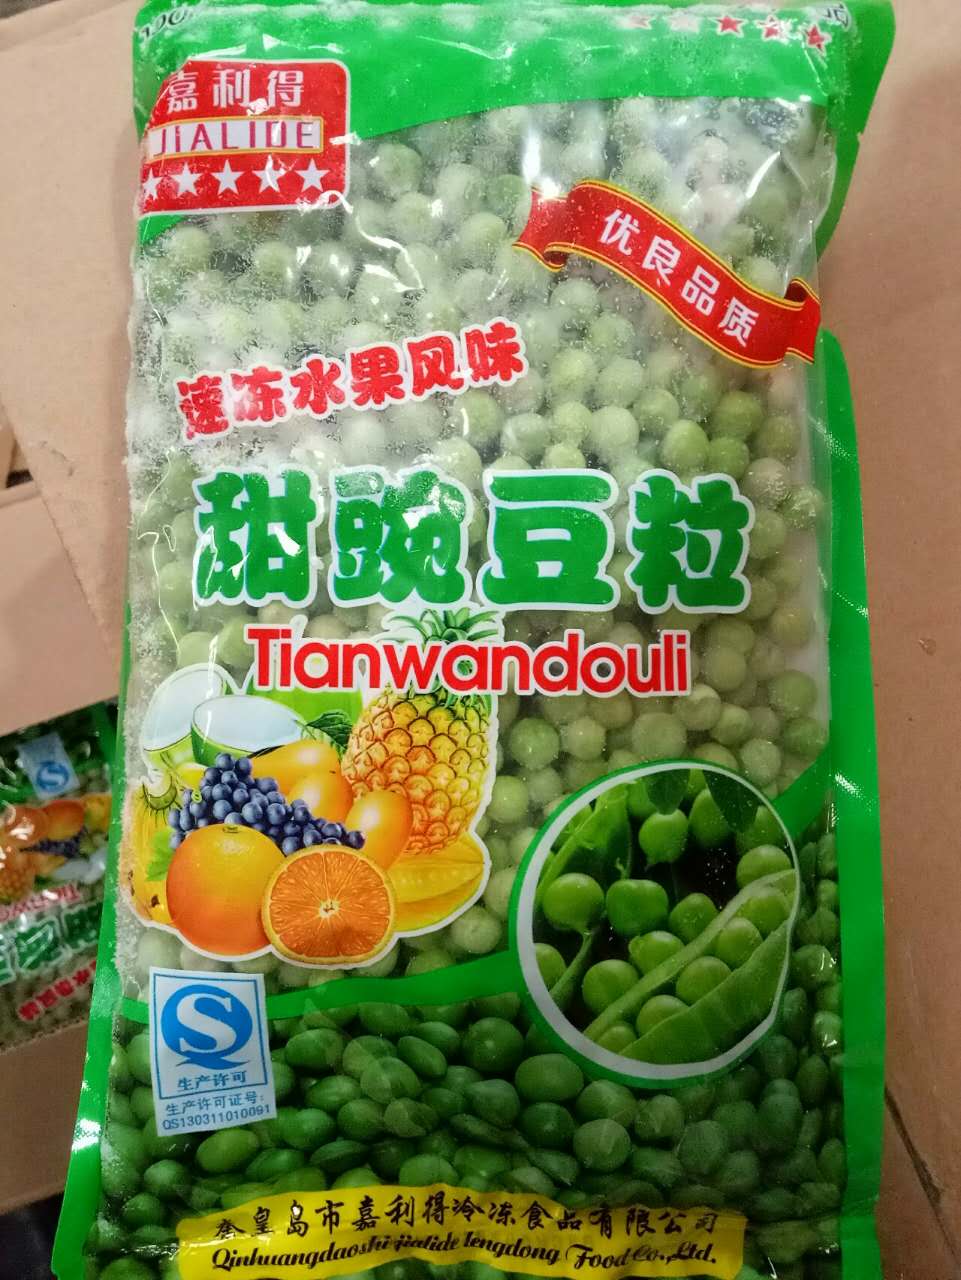 嘉利得
JIALIDE
优良品质
速冻水果风味
甜豌豆粒
Tianwandouli
生产许可
生产许可证号:
QS130311010091
秦皇岛市嘉利得冷冻食品有限公司
Qinhuangdaoshi jialide lengdong Food Co.,Ltd.